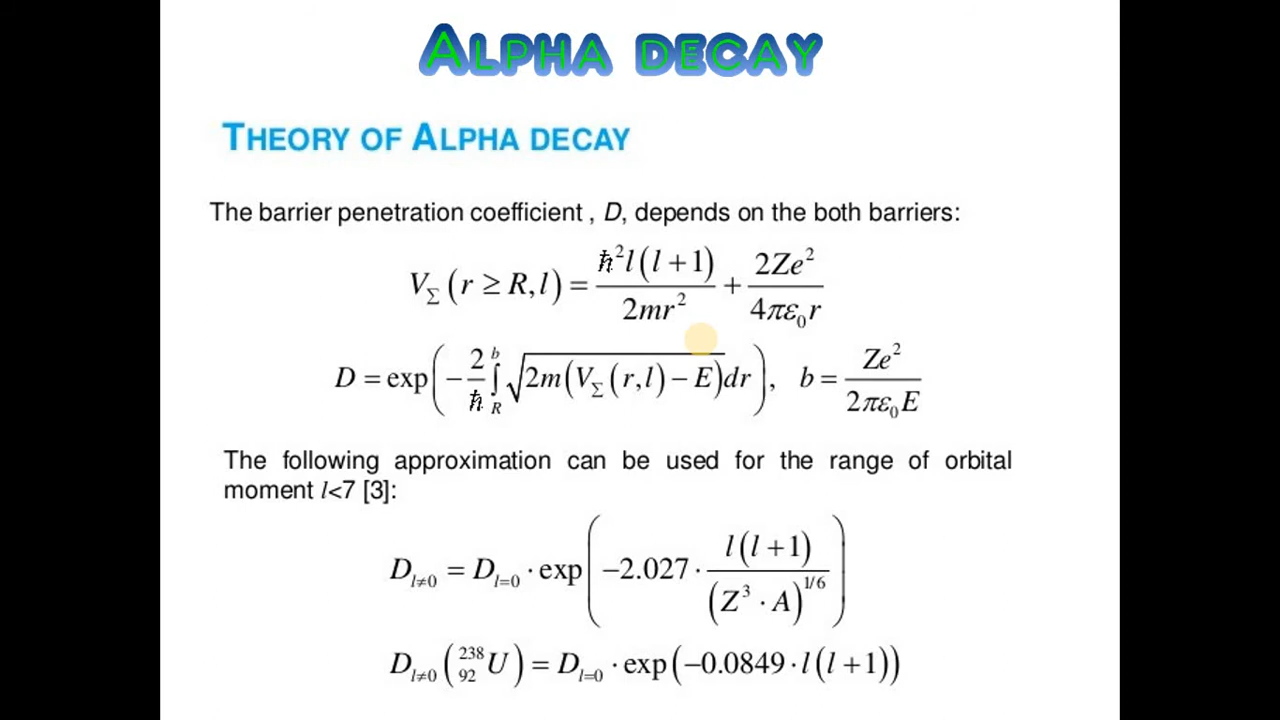 ALPHA DECAY
THEORY OF ALPHA DECAY
The barrier penetration coefficient , D, depends on the both barriers:
V_Σ (r ≥ R, l) = ħ²l(l+1) / 2mr² + 2Ze² / 4πε₀r
D = exp(−2/ħ ∫_R^b √(2m(V_Σ(r,l) − E)) dr), b = Ze² / 2πε₀E
The following approximation can be used for the range of orbital
moment l<7 [3]:
D_{l≠0} = D_{l=0} · exp(−2.027 · l(l+1) / (Z³ · A)^{1/6})
D_{l≠0} (²³⁸₉₂U) = D_{l=0} · exp(−0.0849 · l(l+1))